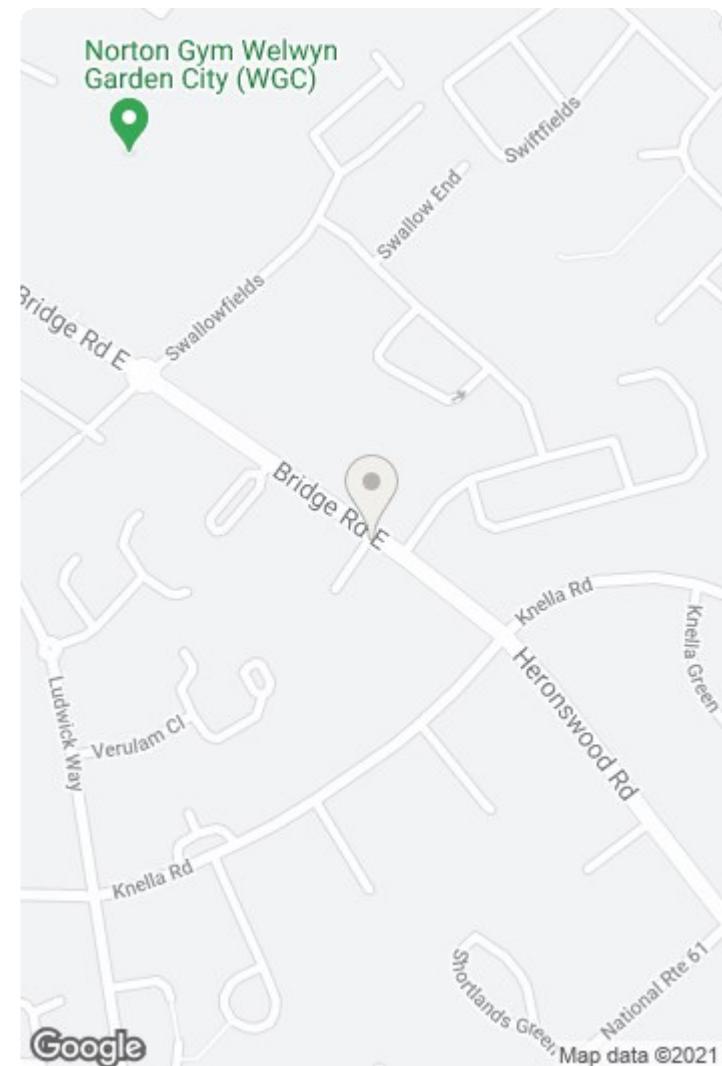 Norton Gym Welwyn
Garden City (WGC)
Swiftfields
Swallow End
Swallowfields
Bridge Rd E
Bridge Rd E
Knella Rd
Knella Green
Heronswood Rd
Ludwick Way
Verulam Cl
Knella Rd
Shortlands Green
National Rte 61
Google
Map data ©2021